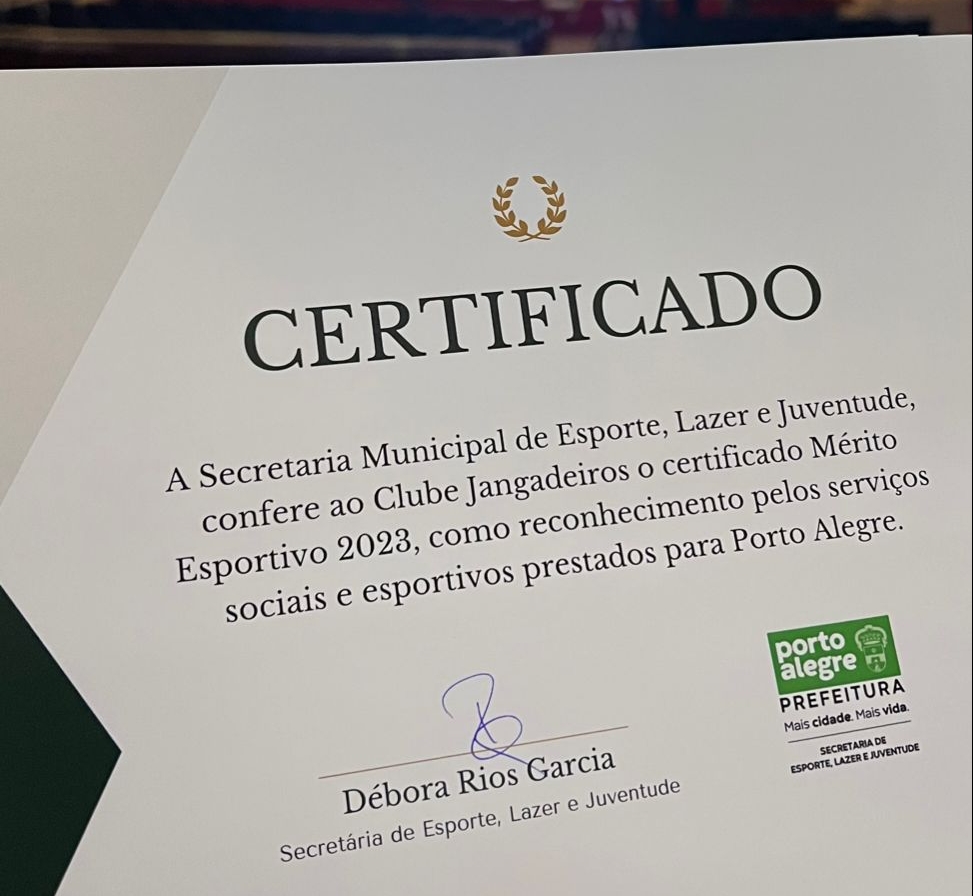 CERTIFICADO
A Secretaria Municipal de Esporte, Lazer e Juventude,
confere ao Clube Jangadeiros o certificado Mérito
Esportivo 2023, como reconhecimento pelos serviços
sociais e esportivos prestados para Porto Alegre.
Débora Rios Garcia
Secretária de Esporte, Lazer e Juventude
porto
alegre
PREFEITURA
Mais cidade. Mais vida.
SECRETARIA DE
ESPORTE, LAZER E JUVENTUDE